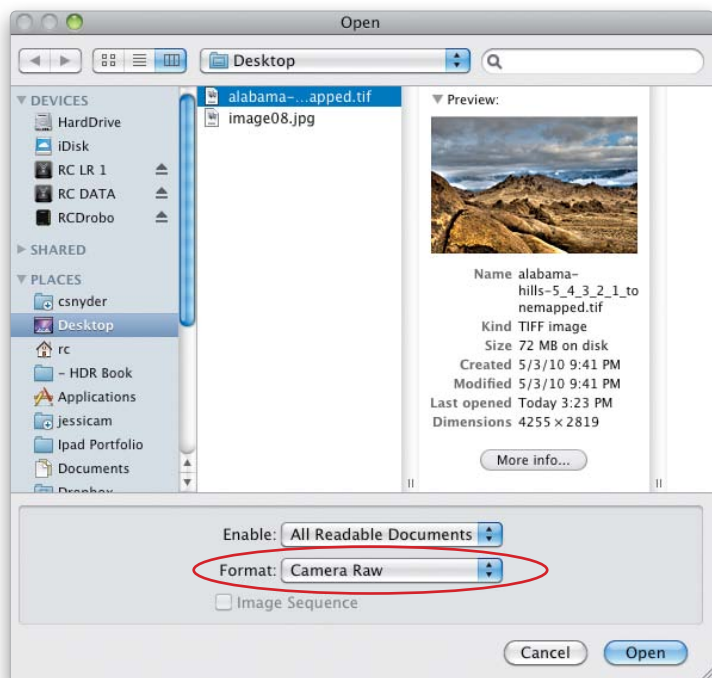 Open
Desktop
DEVICES
HardDrive
iDisk
RC LR 1
RC DATA
RCDrobo
SHARED
PLACES
csnyder
Desktop
rc
- HDR Book
Applications
jessicam
Ipad Portfolio
Documents
Dropbox
alabama-...apped.tif
image08.jpg
Preview:
Name alabama-
hills-5_4_3_2_1_to
nemapped.tif
Kind TIFF image
Size 72 MB on disk
Created 5/3/10 9:41 PM
Modified 5/3/10 9:41 PM
Last opened Today 3:23 PM
Dimensions 4255 × 2819
More info...
Enable: All Readable Documents
Format: Camera Raw
Image Sequence
Cancel Open